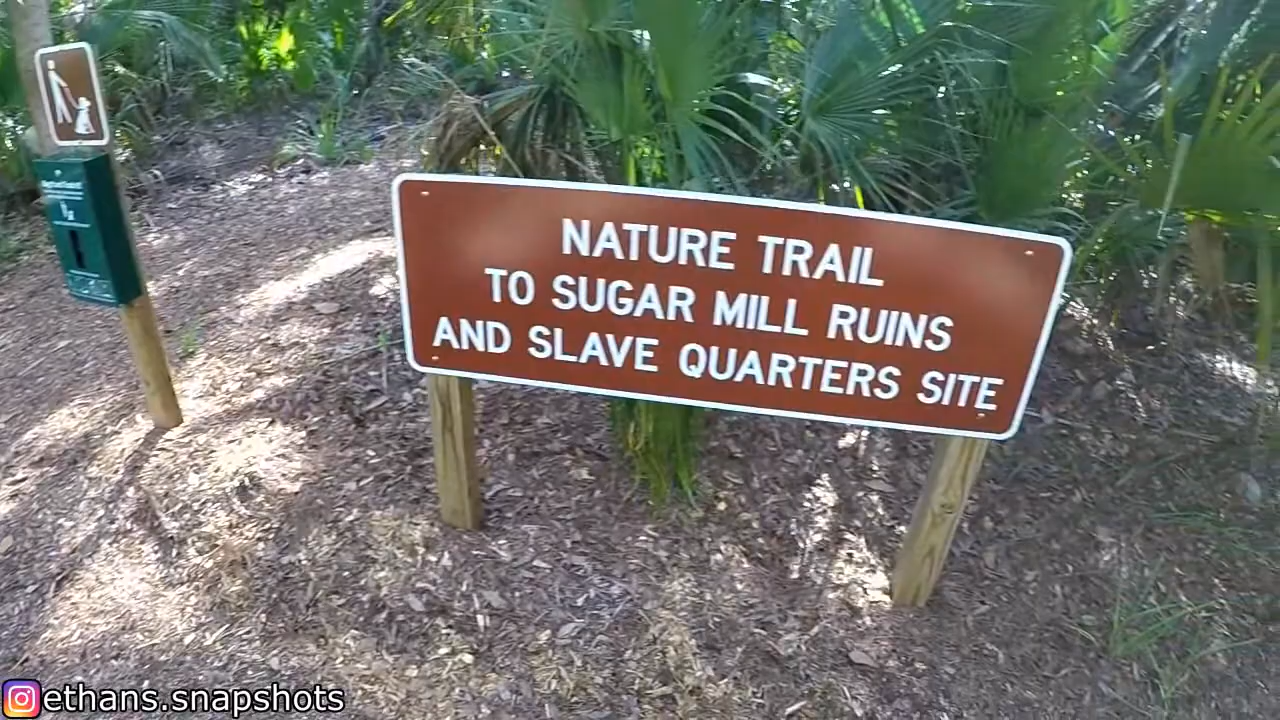 NATURE TRAIL
TO SUGAR MILL RUINS
AND SLAVE QUARTERS SITE
ethans.snapshots